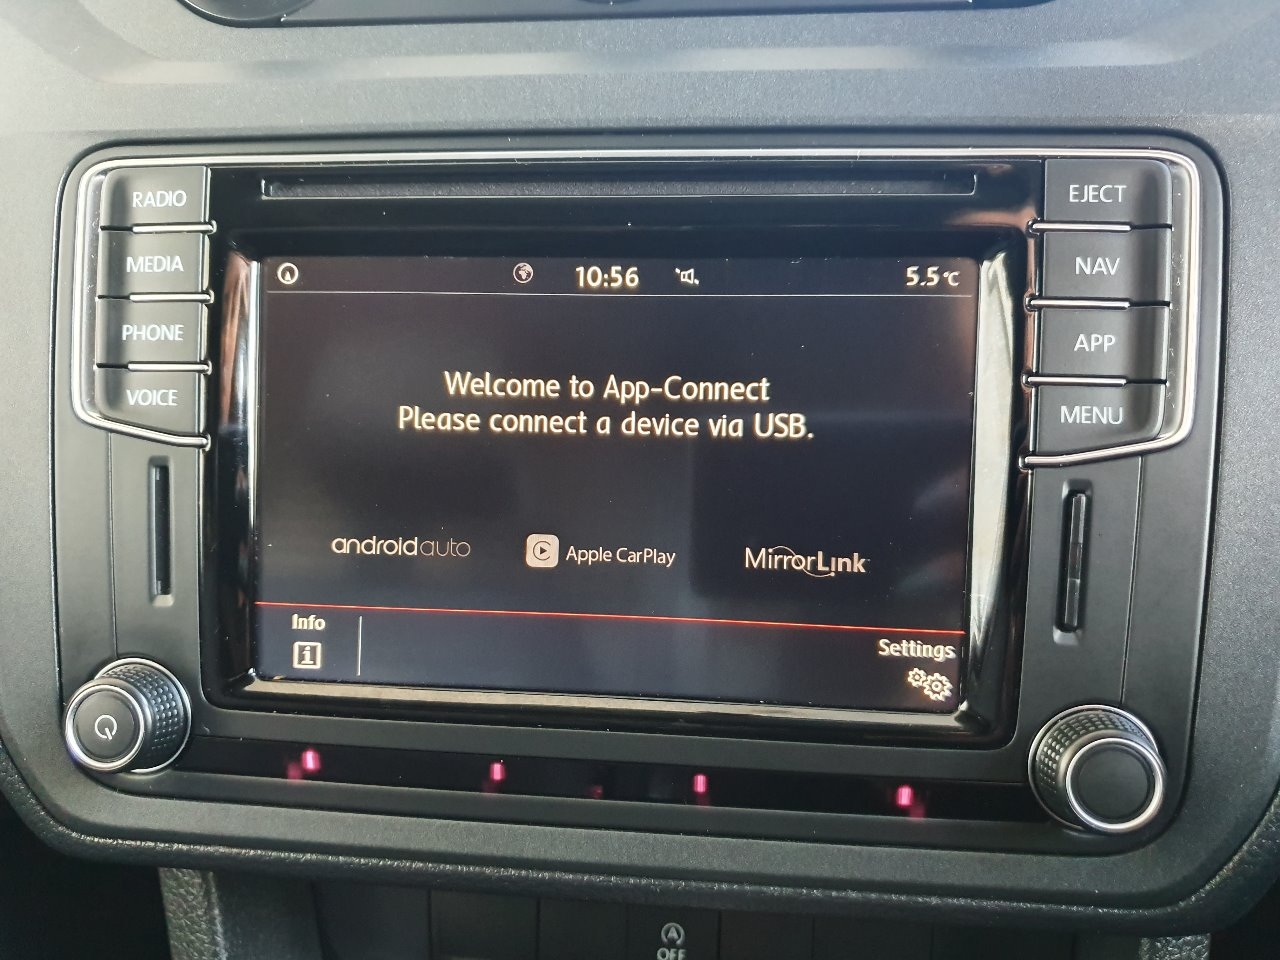 RADIO
MEDIA
PHONE
VOICE
EJECT
NAV
APP
MENU
10:56
5.5°C
Welcome to App-Connect
Please connect a device via USB.
androidauto
Apple CarPlay
MirrorLink
Info
i
Settings
A
OFF